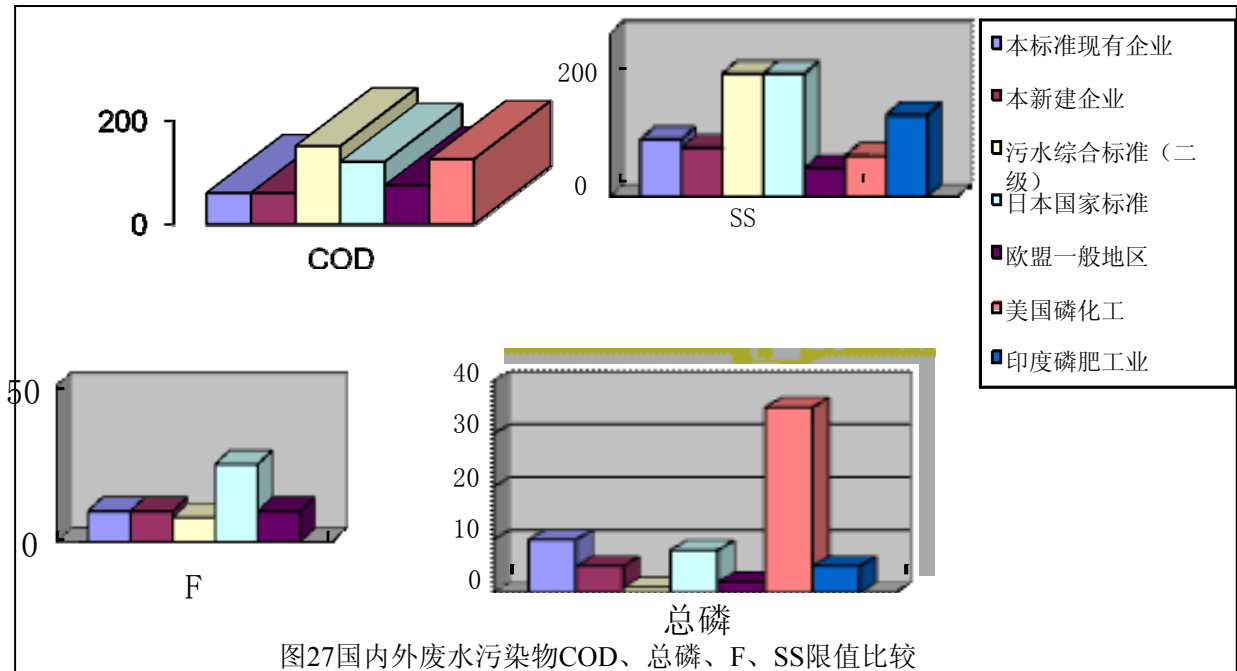 200
0
COD
200
0
SS
本标准现有企业
本新建企业
污水综合标准（二
级）
日本国家标准
欧盟一般地区
美国磷化工
印度磷肥工业
50
0
F
40
30
20
10
0
总磷
图27国内外废水污染物COD、总磷、F、SS限值比较